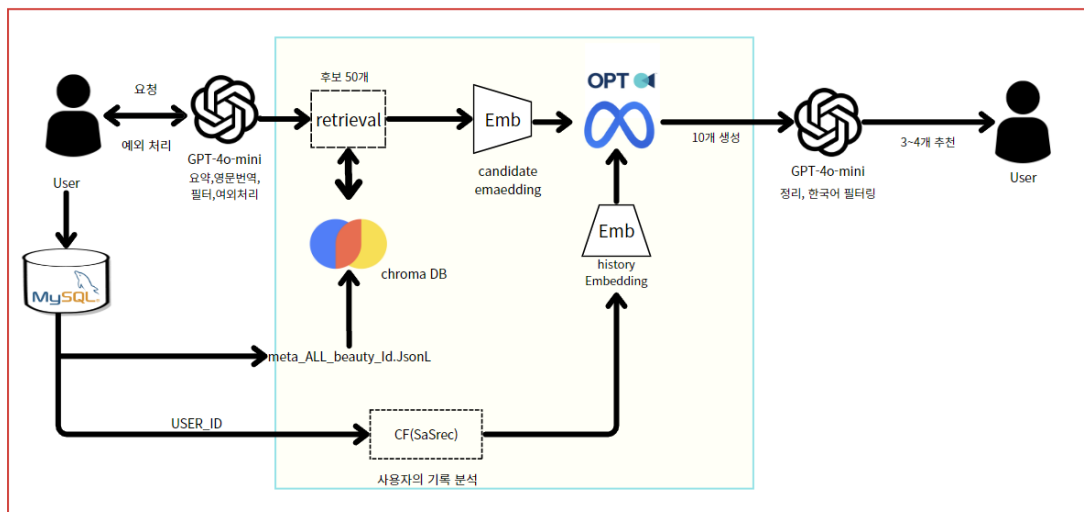 요청
예외 처리
User
GPT-4o-mini
요약,영문번역,
필터,여외처리
후보 50개
retrieval
Emb
candidate
emaedding
OPT
10개 생성
GPT-4o-mini
정리, 한국어 필터링
3~4개 추천
User
MySQL
chroma DB
Emb
history
Embedding
meta_ALL_beauty_Id.JsonL
USER_ID
CF(SaSrec)
사용자의 기록 분석